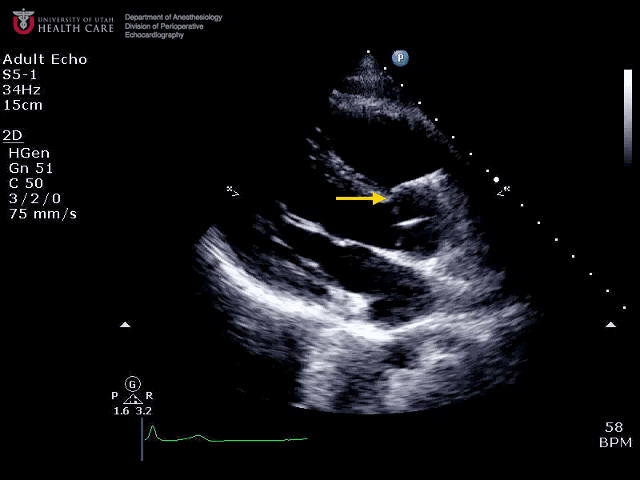 UNIVERSITY OF UTAH
HEALTH CARE
Department of Anesthesiology
Division of Perioperative
Echocardiography
Adult Echo
S5-1
34Hz
15cm
2D
HGen
Gn 51
C 50
3 / 2 / 0
75 mm/s
P
G
P R
1.6 3.2
58
BPM